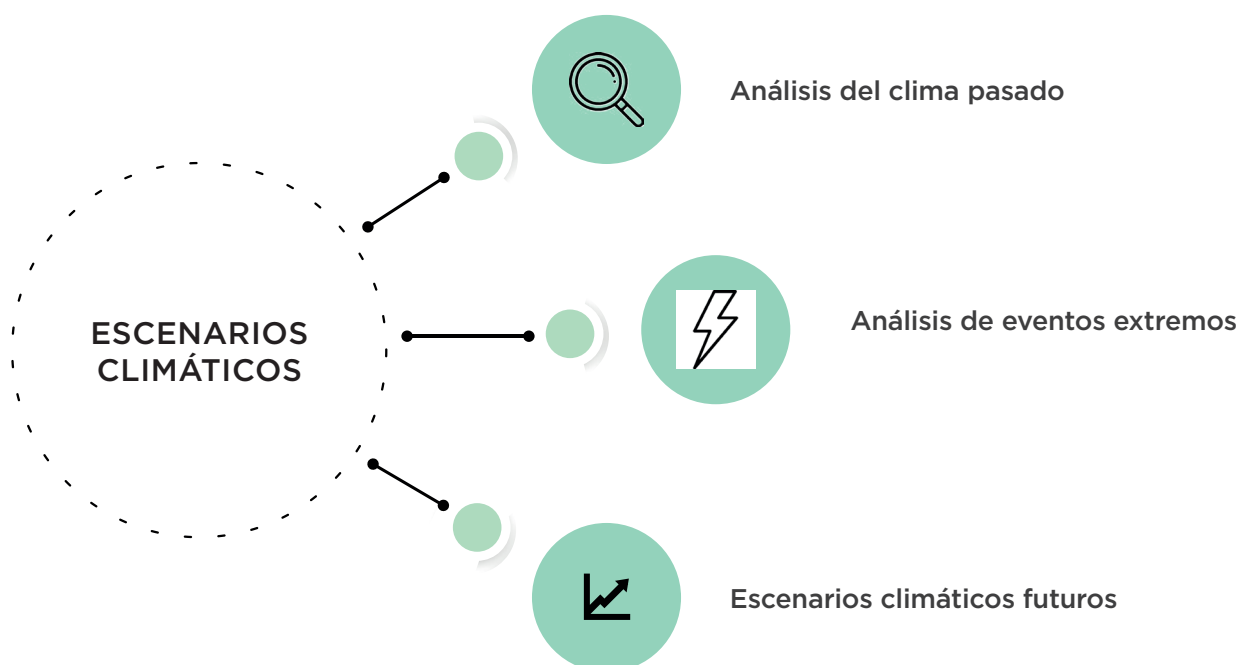 Análisis del clima pasado
ESCENARIOS
CLIMÁTICOS
Análisis de eventos extremos
Escenarios climáticos futuros